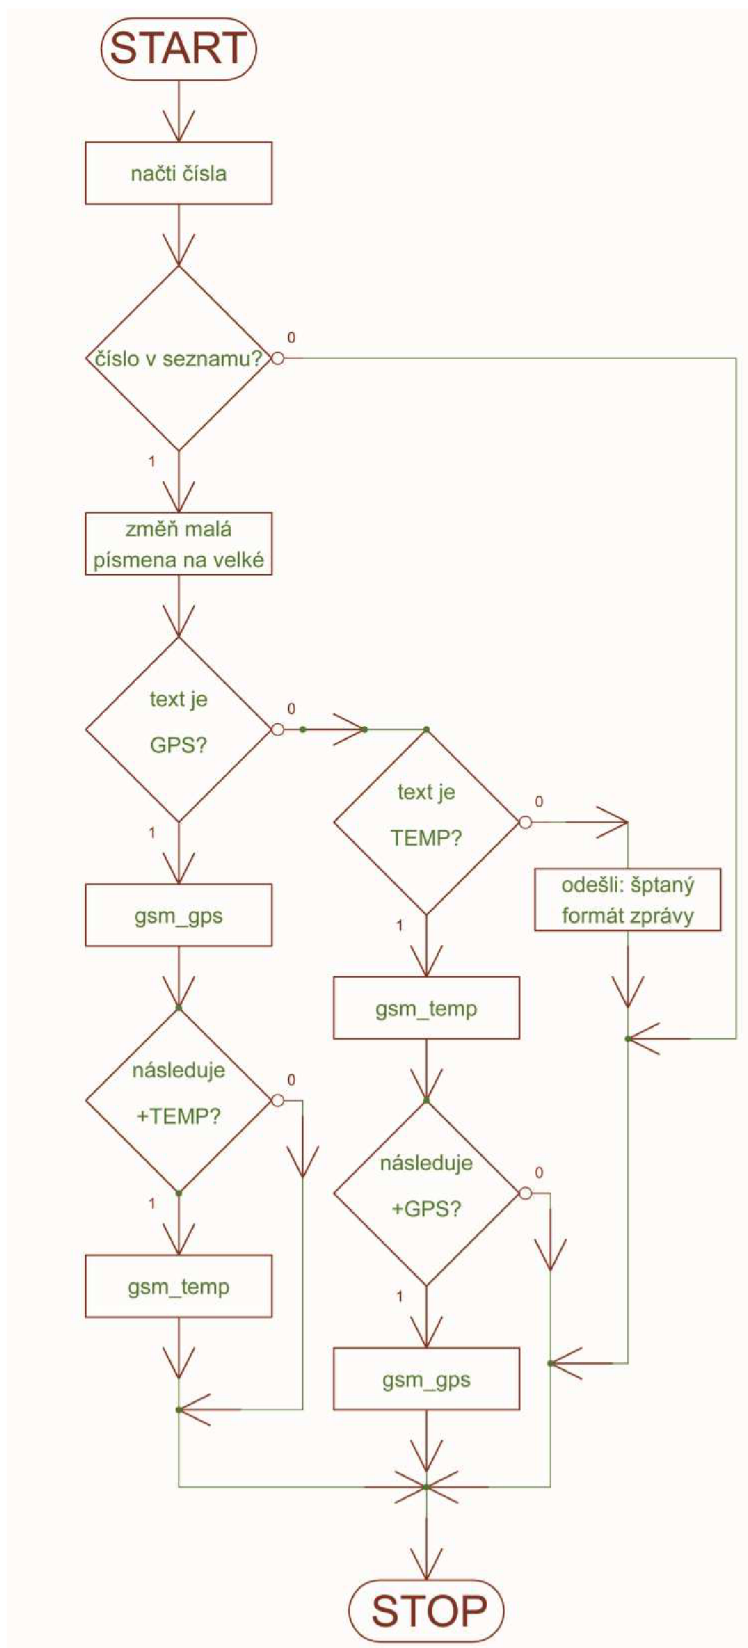 START
načti čísla
číslo v seznamu?
0
1
změň malá
písmena na velké
text je
GPS?
0
1
text je
TEMP?
0
1
odešli: šptaný
formát zprávy
gsm_gps
gsm_temp
následuje
+TEMP?
0
1
následuje
+GPS?
0
1
gsm_temp
gsm_gps
STOP